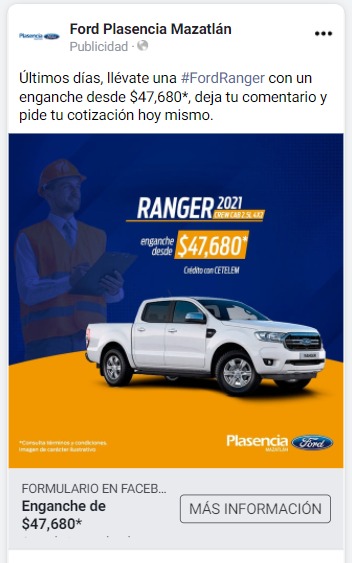 Plasencia Ford
Ford Plasencia Mazatlán
Publicidad ·
Últimos días, llévate una #FordRanger con un
enganche desde $47,680*, deja tu comentario y
pide tu cotización hoy mismo.
RANGER 2021
CREW CAB 2.5L 4X2
enganche
desde $47,680*
Crédito con CETELEM
*Consulta términos y condiciones.
Imagen de carácter ilustrativo
Plasencia Ford
MAZATLÁN
FORMULARIO EN FACEB...
Enganche de
$47,680*
MÁS INFORMACIÓN